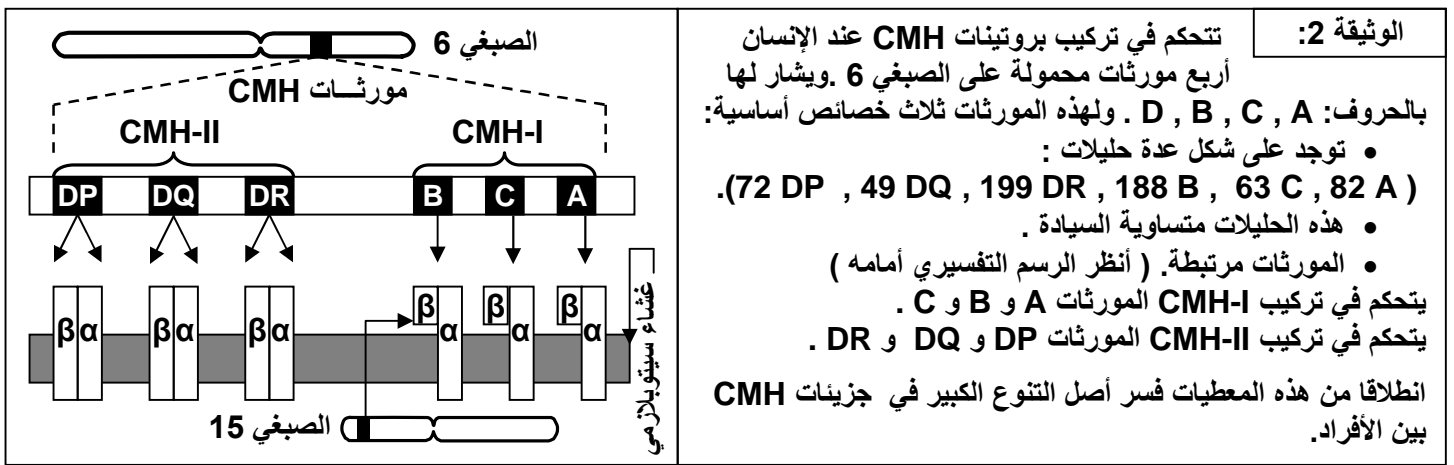 الوثيقة 2:
تتحكم في تركيب بروتينات CMH عند الإنسان
أربع مورثات محمولة على الصبغي 6 .ويشار لها
بالحروف: D , B , C , A . ولهذه المورثات ثلاث خصائص أساسية:
• توجد على شكل عدة حليلات :
( 72 DP , 49 DQ , 199 DR , 188 B , 63 C , 82 A).
• هذه الحليلات متساوية السيادة .
• المورثات مرتبطة. ( أنظر الرسم التفسيري أمامه )
يتحكم في تركيب CMH-I المورثات A و B و C .
يتحكم في تركيب CMH-II المورثات DP و DQ و DR .
انطلاقا من هذه المعطيات فسر أصل التنوع الكبير في جزيئات CMH
بين الأفراد.
الصبغي 6
مورثـــات CMH
CMH-II CMH-I
DP DQ DR B C A
β α β α β α β α β α β α
غشاء سيتوبلازمي
الصبغي 15